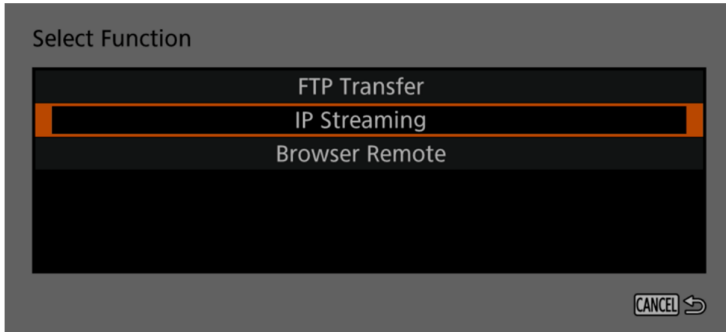 Select Function
FTP Transfer
IP Streaming
Browser Remote
CANCEL